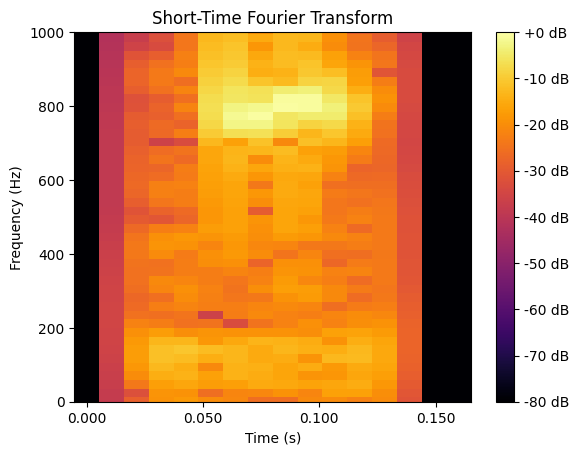 Short-Time Fourier Transform
1000
800
600
400
200
0
Frequency (Hz)
0.000
0.050
0.100
0.150
Time (s)
+0 dB
-10 dB
-20 dB
-30 dB
-40 dB
-50 dB
-60 dB
-70 dB
-80 dB